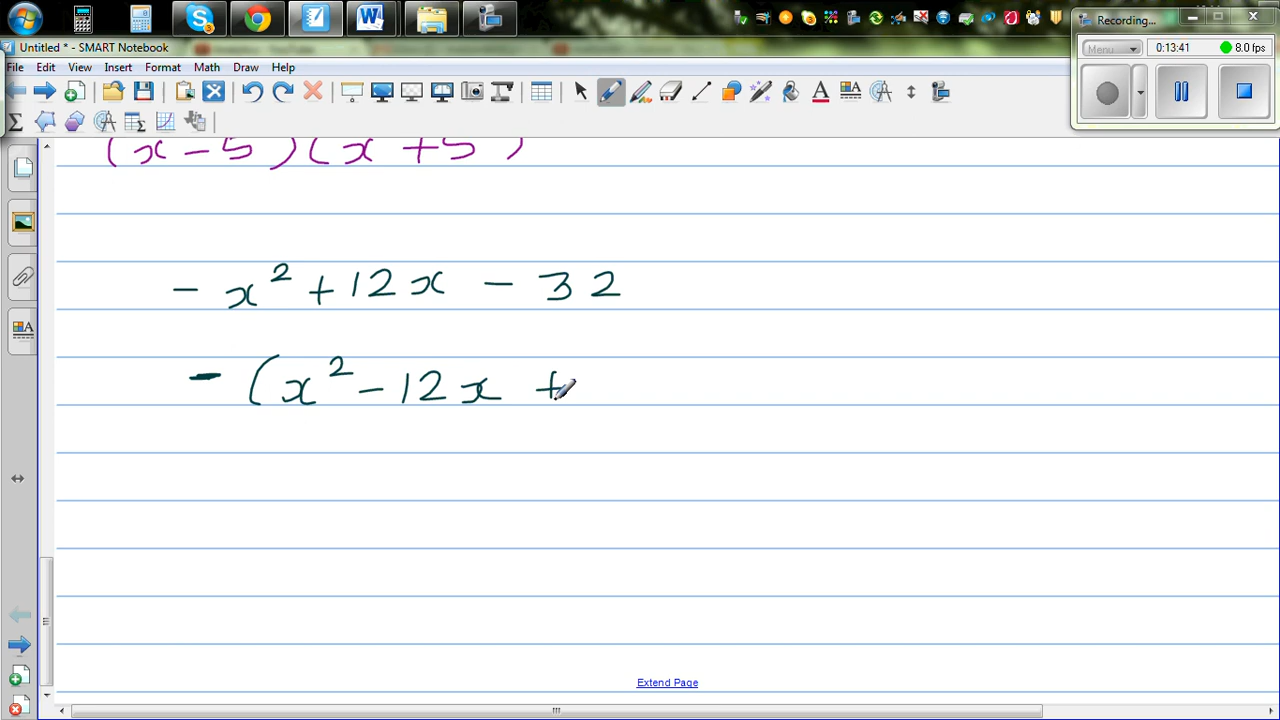 Recording...
Untitled * - SMART Notebook
Menu
0:13:41
8.0 fps
File Edit View Insert Format Math Draw Help
(x - 5)(x + 5)
- x² + 12x - 32
- (x² - 12x +
Extend Page